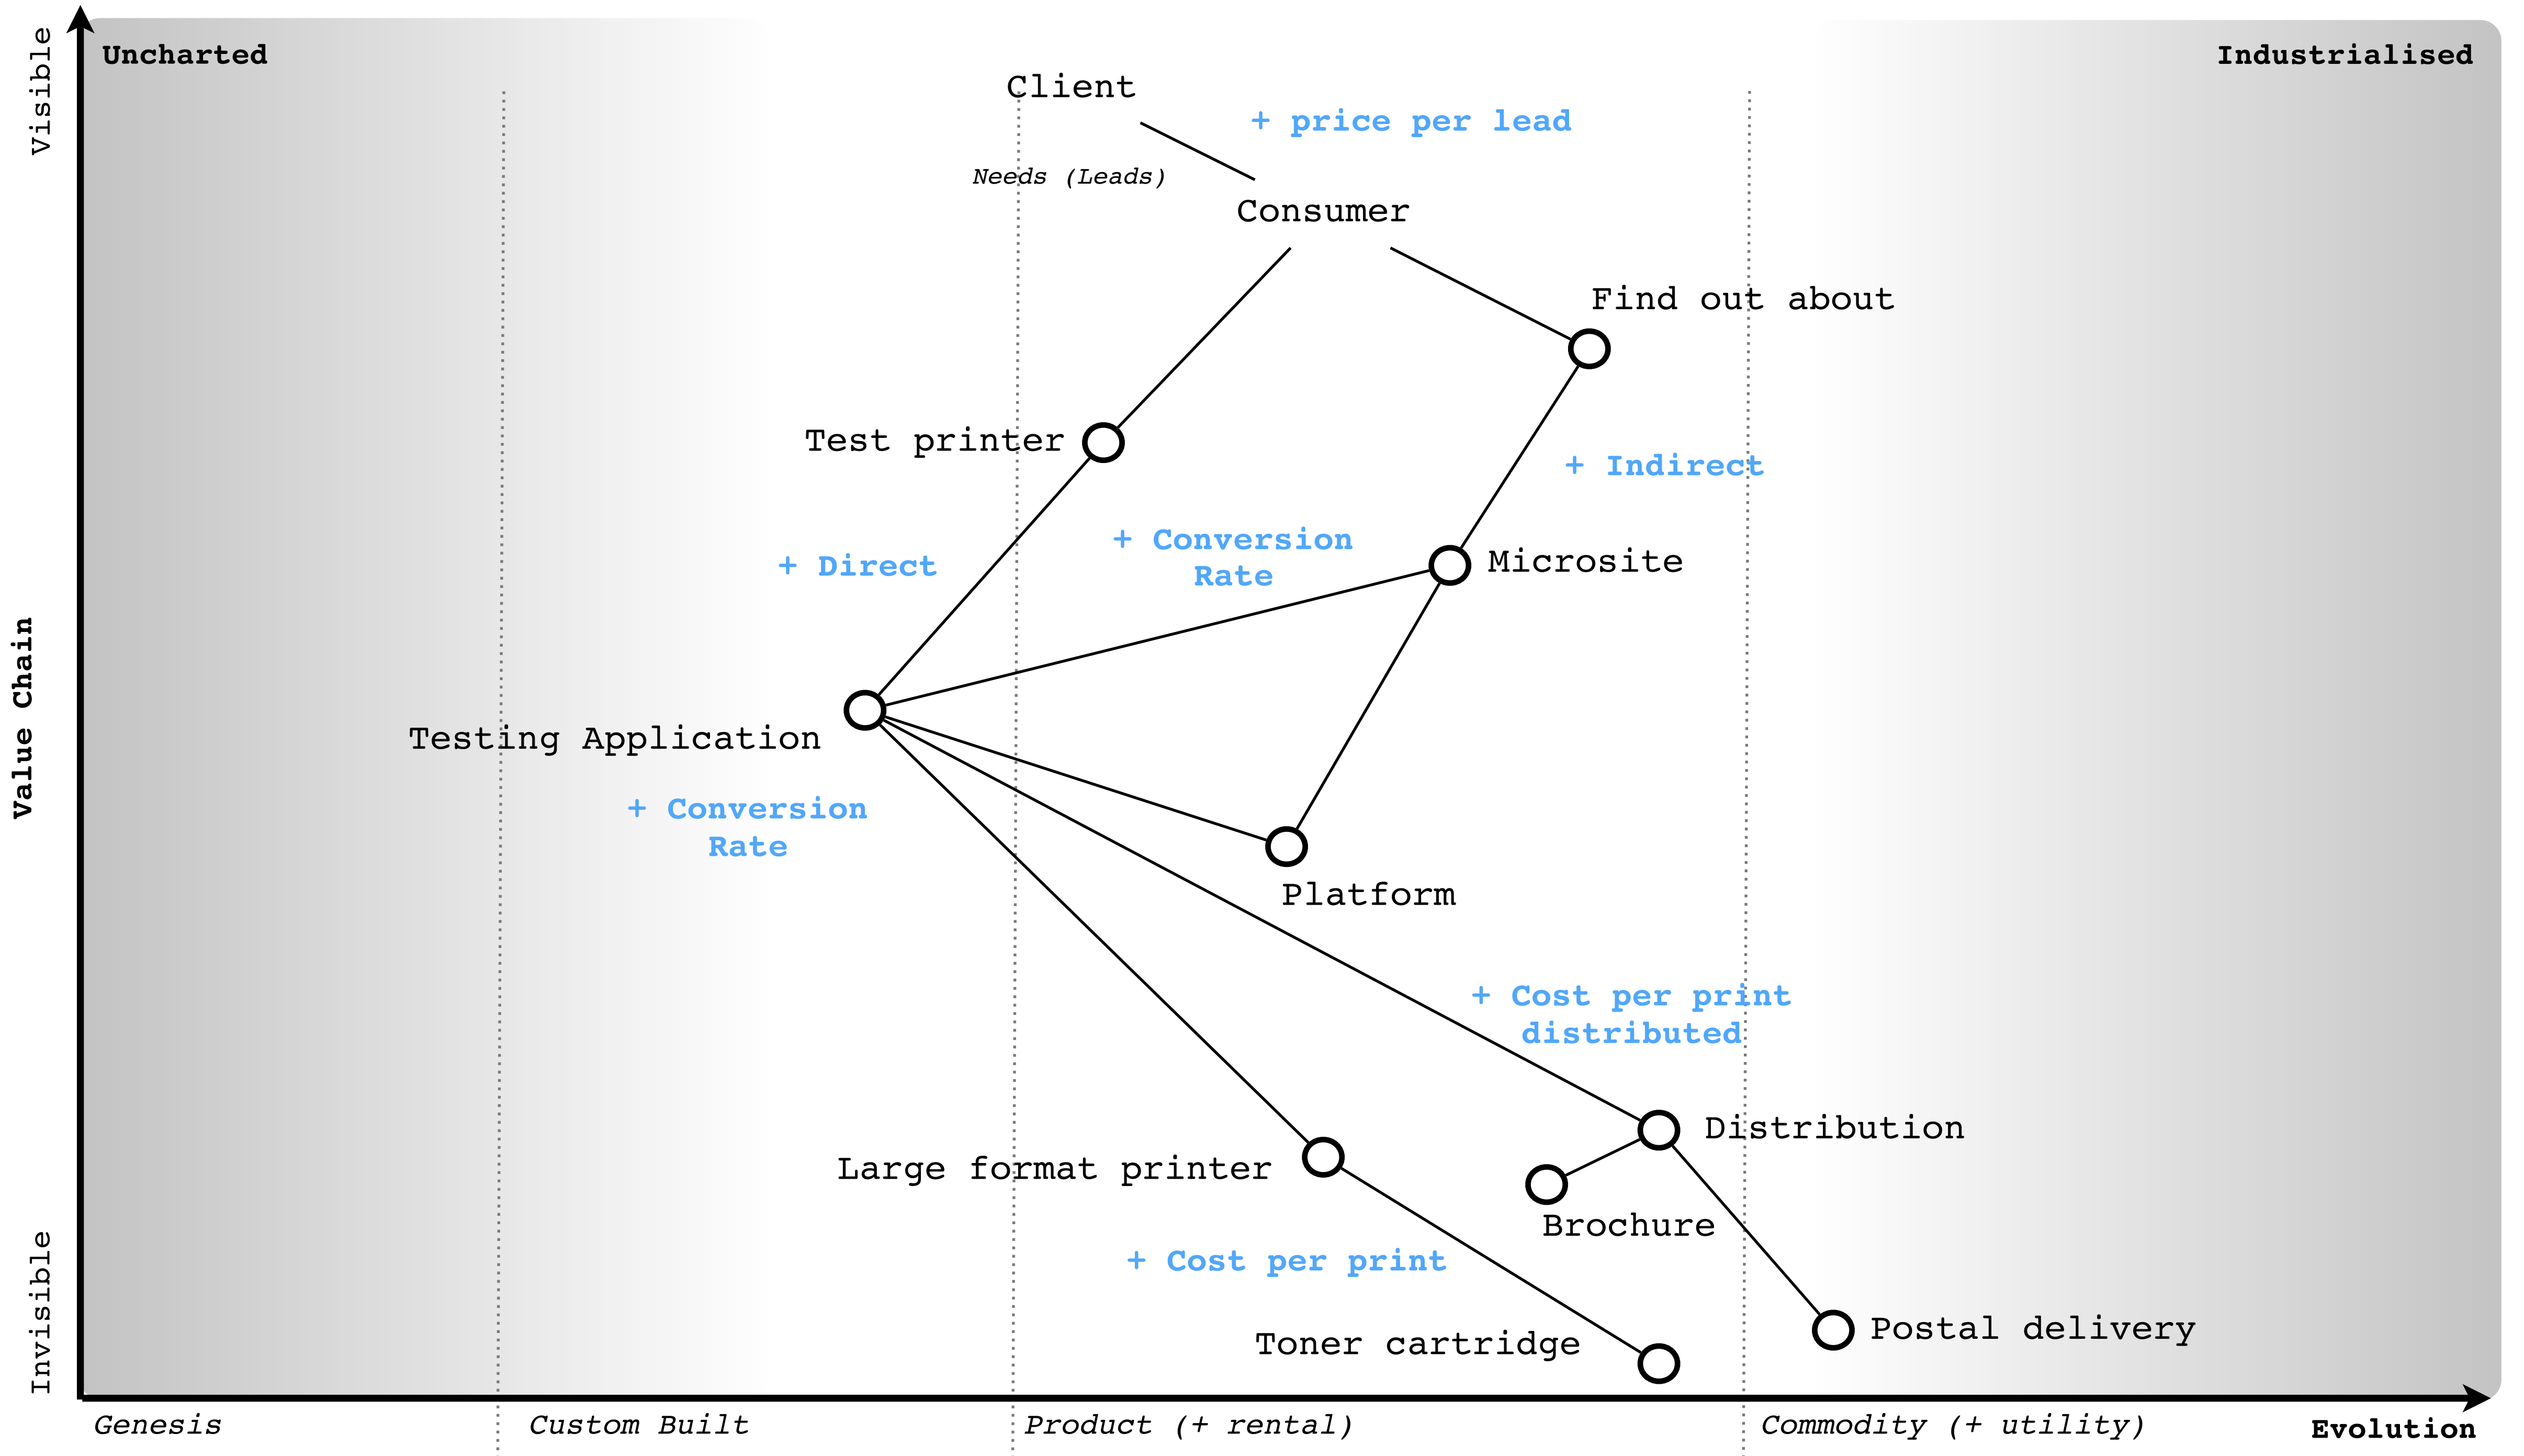 Visible
Uncharted
Industrialised
Client
+ price per lead
Needs (Leads)
Consumer
Find out about
Test printer
+ Indirect
+ Conversion
Rate
+ Direct
Microsite
Value Chain
Testing Application
+ Conversion
Rate
Platform
+ Cost per print
distributed
Distribution
Large format printer
Brochure
+ Cost per print
Invisible
Toner cartridge
Postal delivery
Genesis
Custom Built
Product (+ rental)
Commodity (+ utility)
Evolution